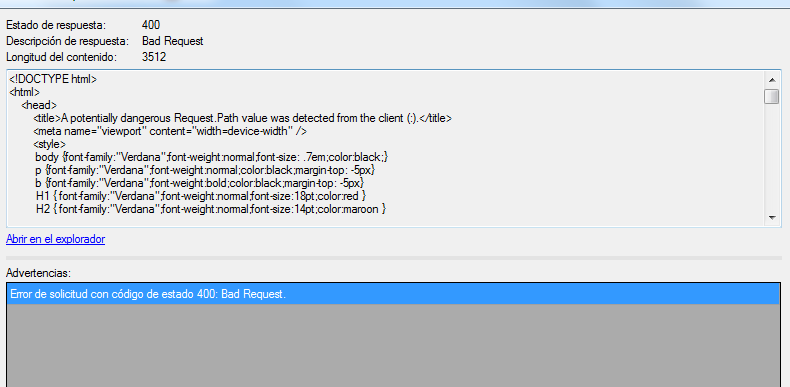 Estado de respuesta: 400
Descripción de respuesta: Bad Request
Longitud del contenido: 3512
<!DOCTYPE html>
<html>
<head>
<title>A potentially dangerous Request.Path value was detected from the client (:).</title>
<meta name="viewport" content="width=device-width" />
<style>
body {font-family:"Verdana";font-weight:normal;font-size: .7em;color:black;}
p {font-family:"Verdana";font-weight:normal;color:black;margin-top: -5px}
b {font-family:"Verdana";font-weight:bold;color:black;margin-top: -5px}
H1 { font-family:"Verdana";font-weight:normal;font-size:18pt;color:red }
H2 { font-family:"Verdana";font-weight:normal;font-size:14pt;color:maroon }
Abrir en el explorador
Advertencias:
Error de solicitud con código de estado 400: Bad Request.